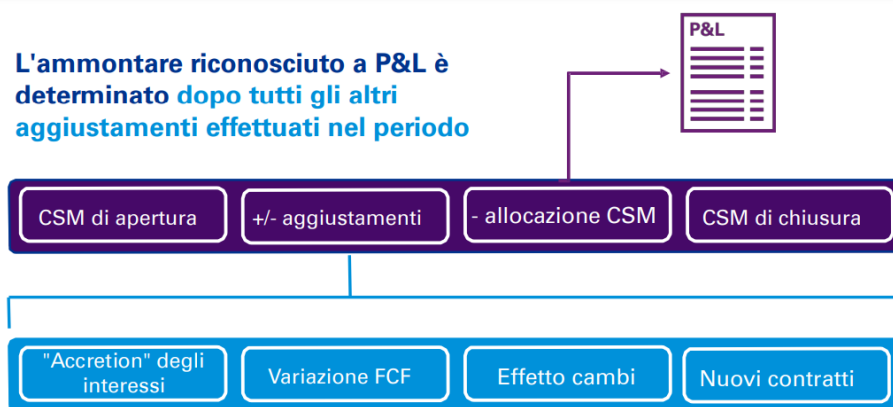 P&L
L'ammontare riconosciuto a P&L è
determinato dopo tutti gli altri
aggiustamenti effettuati nel periodo
CSM di apertura
+/- aggiustamenti
- allocazione CSM
CSM di chiusura
"Accretion" degli
interessi
Variazione FCF
Effetto cambi
Nuovi contratti